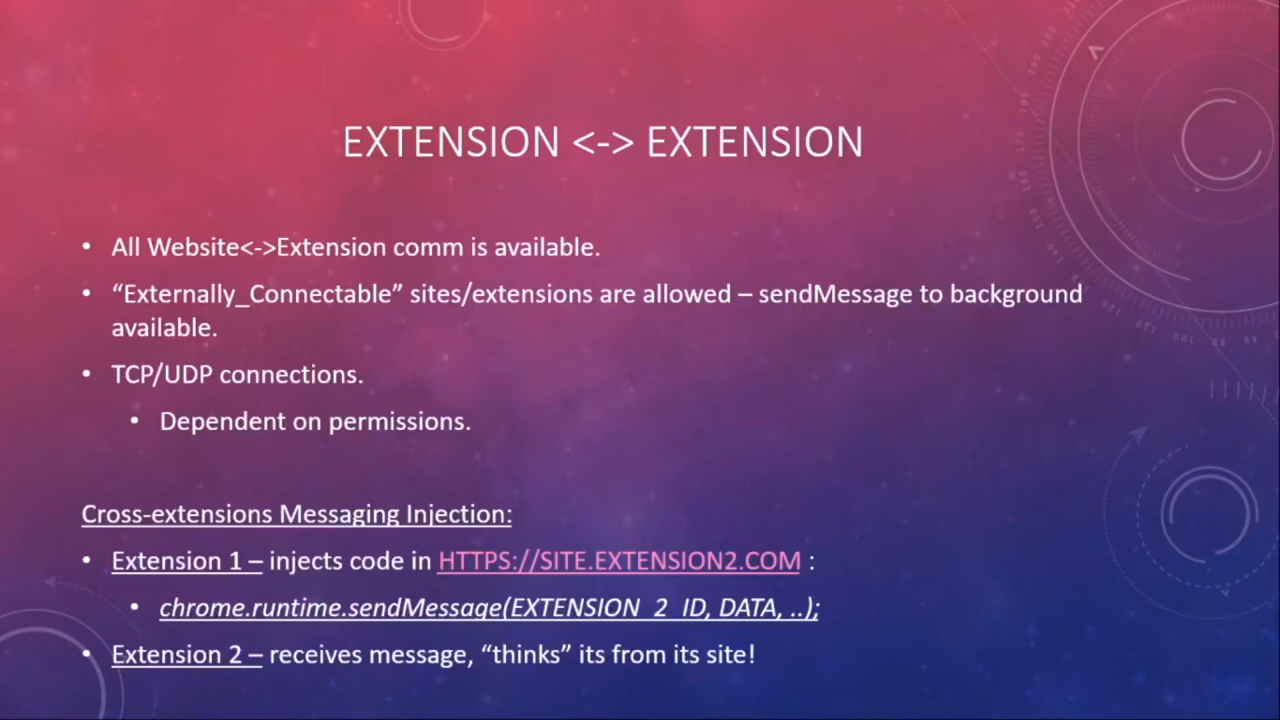 EXTENSION <-> EXTENSION
• All Website<->Extension comm is available.
• “Externally_Connectable” sites/extensions are allowed – sendMessage to background
available.
• TCP/UDP connections.
• Dependent on permissions.
Cross-extensions Messaging Injection:
• Extension 1 – injects code in HTTPS://SITE.EXTENSION2.COM :
• chrome.runtime.sendMessage(EXTENSION_2_ID, DATA, ..);
• Extension 2 – receives message, “thinks” its from its site!